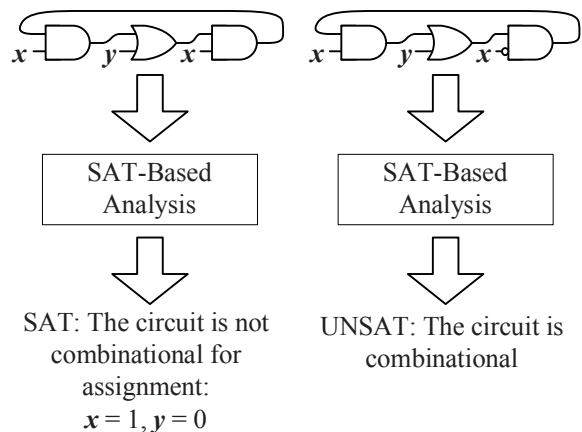 x y x
x y x
SAT-Based
Analysis
SAT-Based
Analysis
SAT: The circuit is not
combinational for
assignment:
x = 1, y = 0
UNSAT: The circuit is
combinational